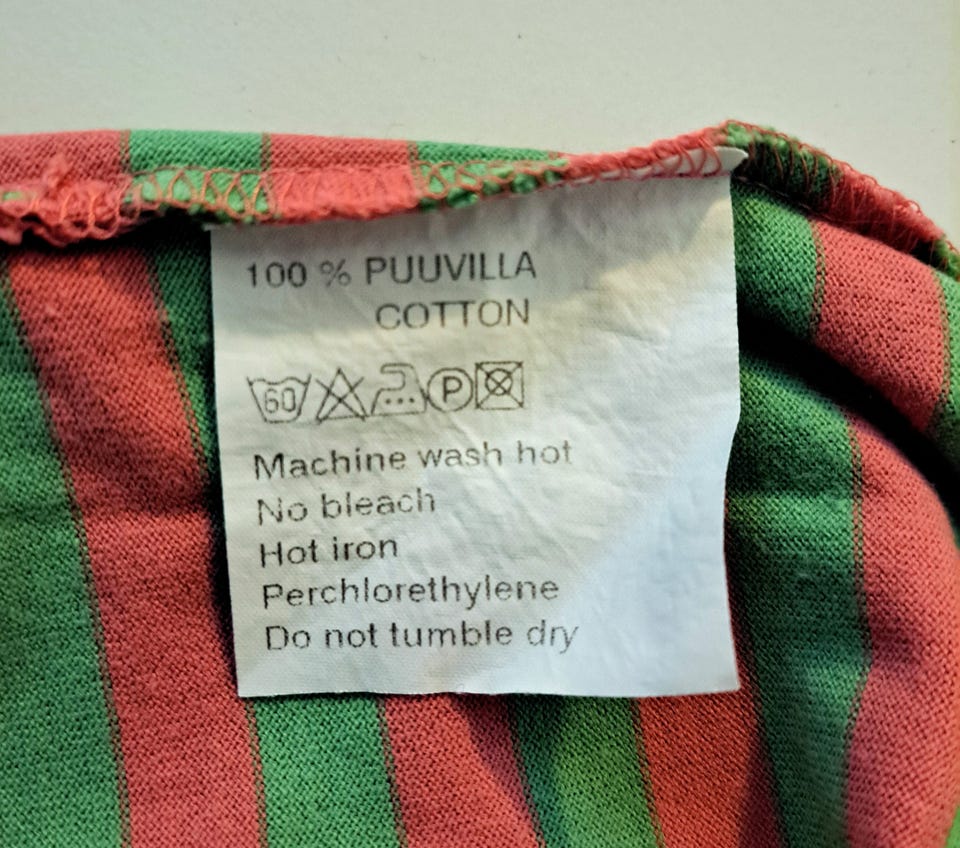 100 % PUUVILLA
COTTON
60 P
Machine wash hot
No bleach
Hot iron
Perchlorethylene
Do not tumble dry